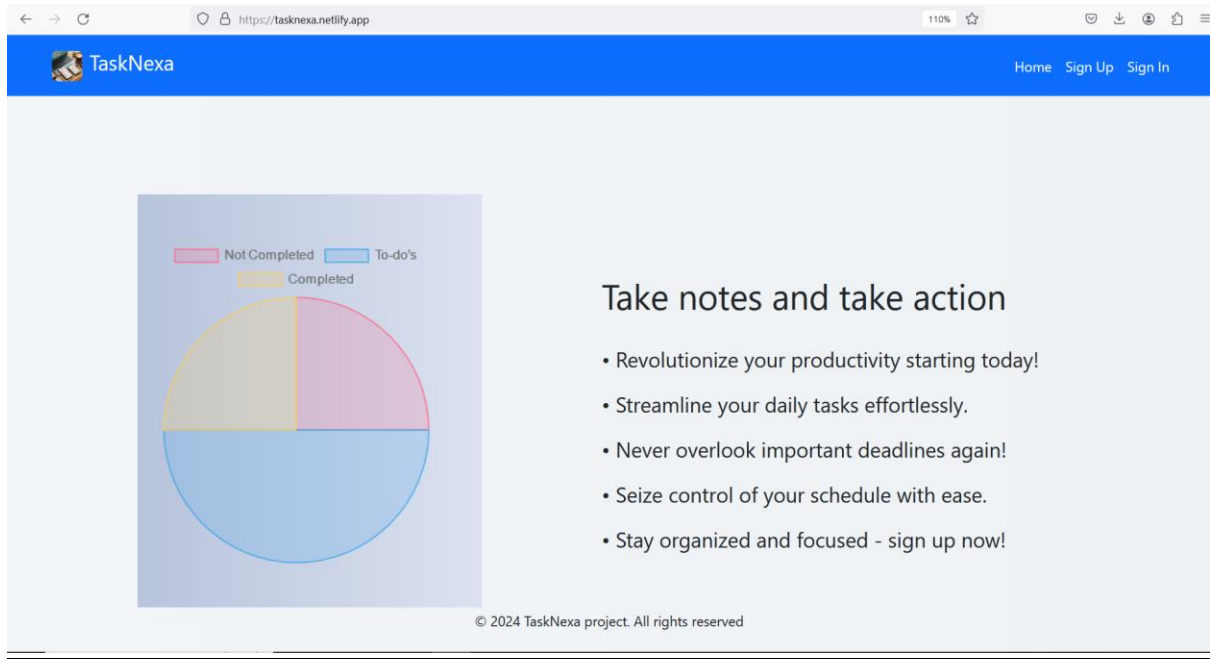 https://tasknexa.netlify.app
110%
TaskNexa
Home Sign Up Sign In
Not Completed To-do's
Completed
Take notes and take action
• Revolutionize your productivity starting today!
• Streamline your daily tasks effortlessly.
• Never overlook important deadlines again!
• Seize control of your schedule with ease.
• Stay organized and focused - sign up now!
© 2024 TaskNexa project. All rights reserved